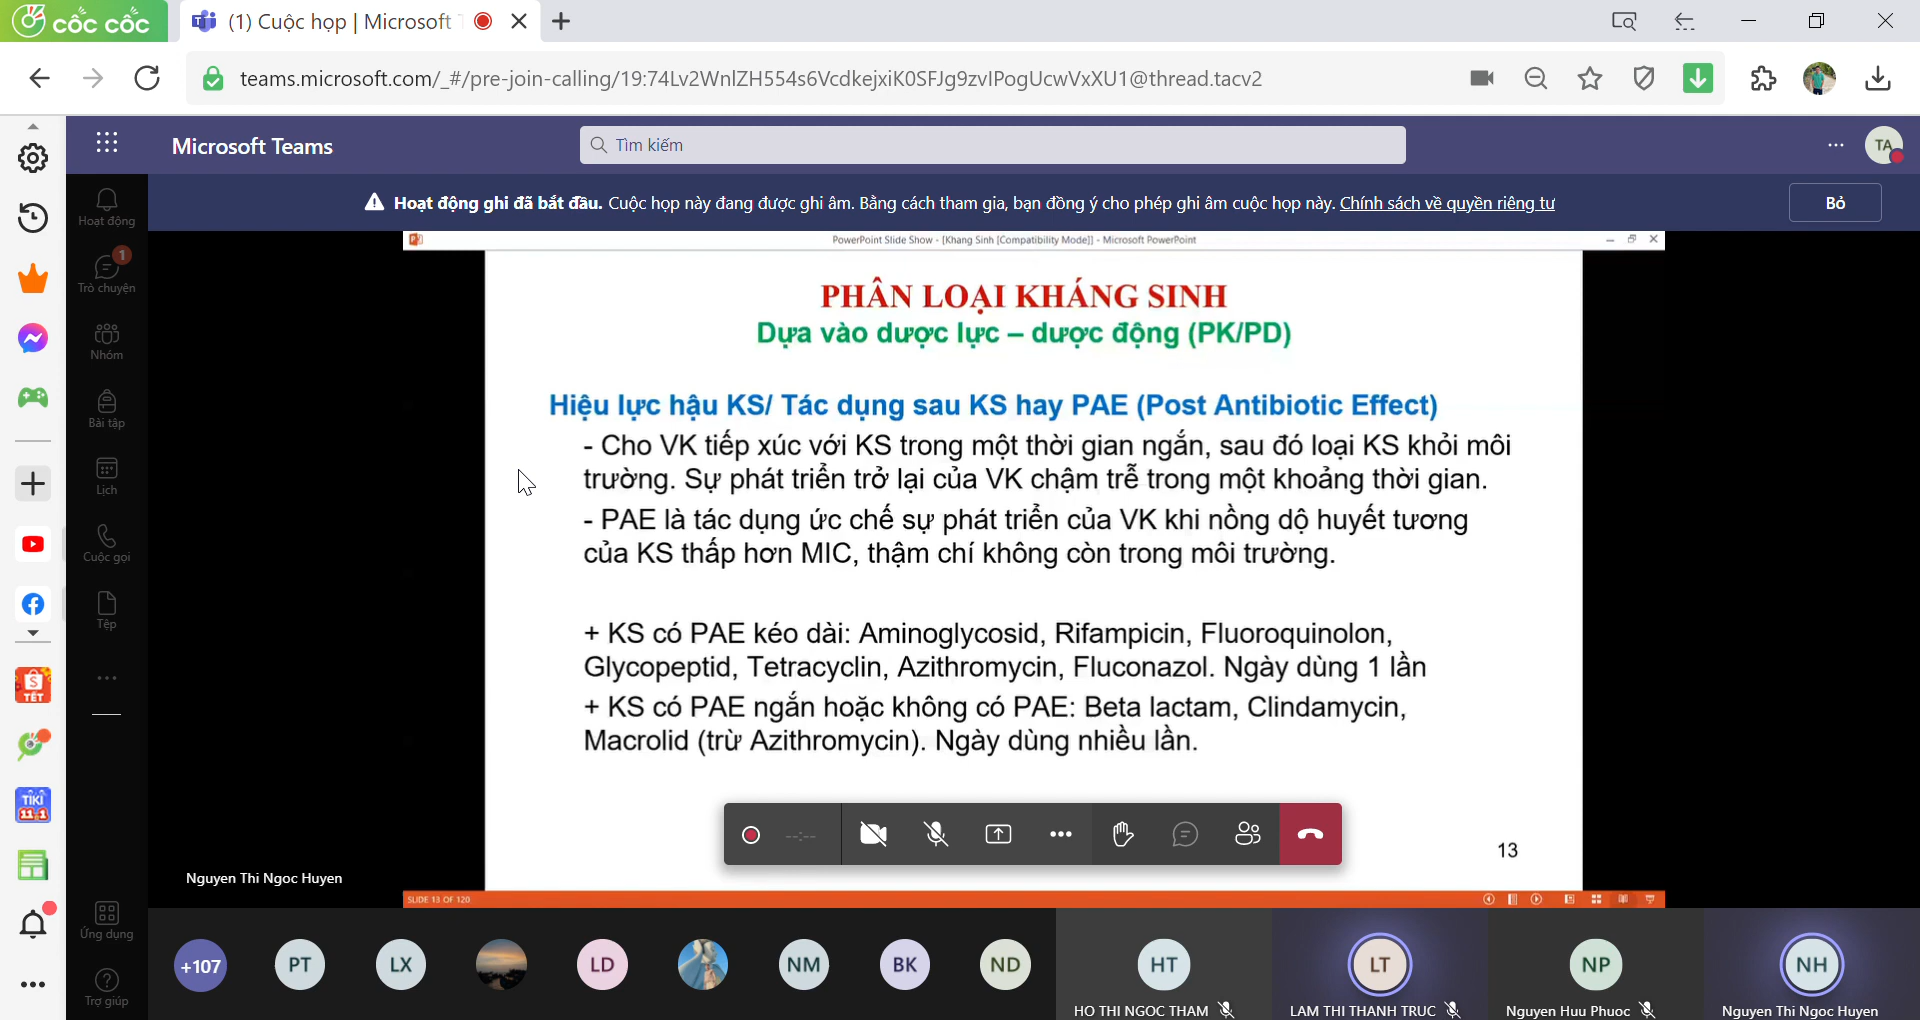 cốc cốc
(1) Cuộc họp | Microsoft T
teams.microsoft.com/_#/pre-join-calling/19:74Lv2WnlZH554s6VcdkejxiK0SFJg9zvIPogUcwVxXU1@thread.tacv2
Microsoft Teams
Tìm kiếm
TA
Hoạt động ghi đã bắt đầu. Cuộc họp này đang được ghi âm. Bằng cách tham gia, bạn đồng ý cho phép ghi âm cuộc họp này. Chính sách về quyền riêng tư
Bỏ
Hoạt động
1
Trò chuyện
Nhóm
Bài tập
Lịch
Cuộc gọi
Tệp
Ứng dụng
Trợ giúp
S
TẾT
TIKI
11.1
PowerPoint Slide Show - [Khang Sinh [Compatibility Mode]] - Microsoft PowerPoint
PHÂN LOẠI KHÁNG SINH
Dựa vào dược lực – dược động (PK/PD)
Hiệu lực hậu KS/ Tác dụng sau KS hay PAE (Post Antibiotic Effect)
- Cho VK tiếp xúc với KS trong một thời gian ngắn, sau đó loại KS khỏi môi
trường. Sự phát triển trở lại của VK chậm trễ trong một khoảng thời gian.
- PAE là tác dụng ức chế sự phát triển của VK khi nồng dộ huyết tương
của KS thấp hơn MIC, thậm chí không còn trong môi trường.
+ KS có PAE kéo dài: Aminoglycosid, Rifampicin, Fluoroquinolon,
Glycopeptid, Tetracyclin, Azithromycin, Fluconazol. Ngày dùng 1 lần
+ KS có PAE ngắn hoặc không có PAE: Beta lactam, Clindamycin,
Macrolid (trừ Azithromycin). Ngày dùng nhiều lần.
--:--
13
Nguyen Thi Ngoc Huyen
SLIDE 13 OF 120
+107
PT
LX
LD
NM
BK
ND
HT
LT
NP
NH
HO THI NGOC THAM
LAM THI THANH TRUC
Nguyen Huu Phuoc
Nguyen Thi Ngoc Huyen